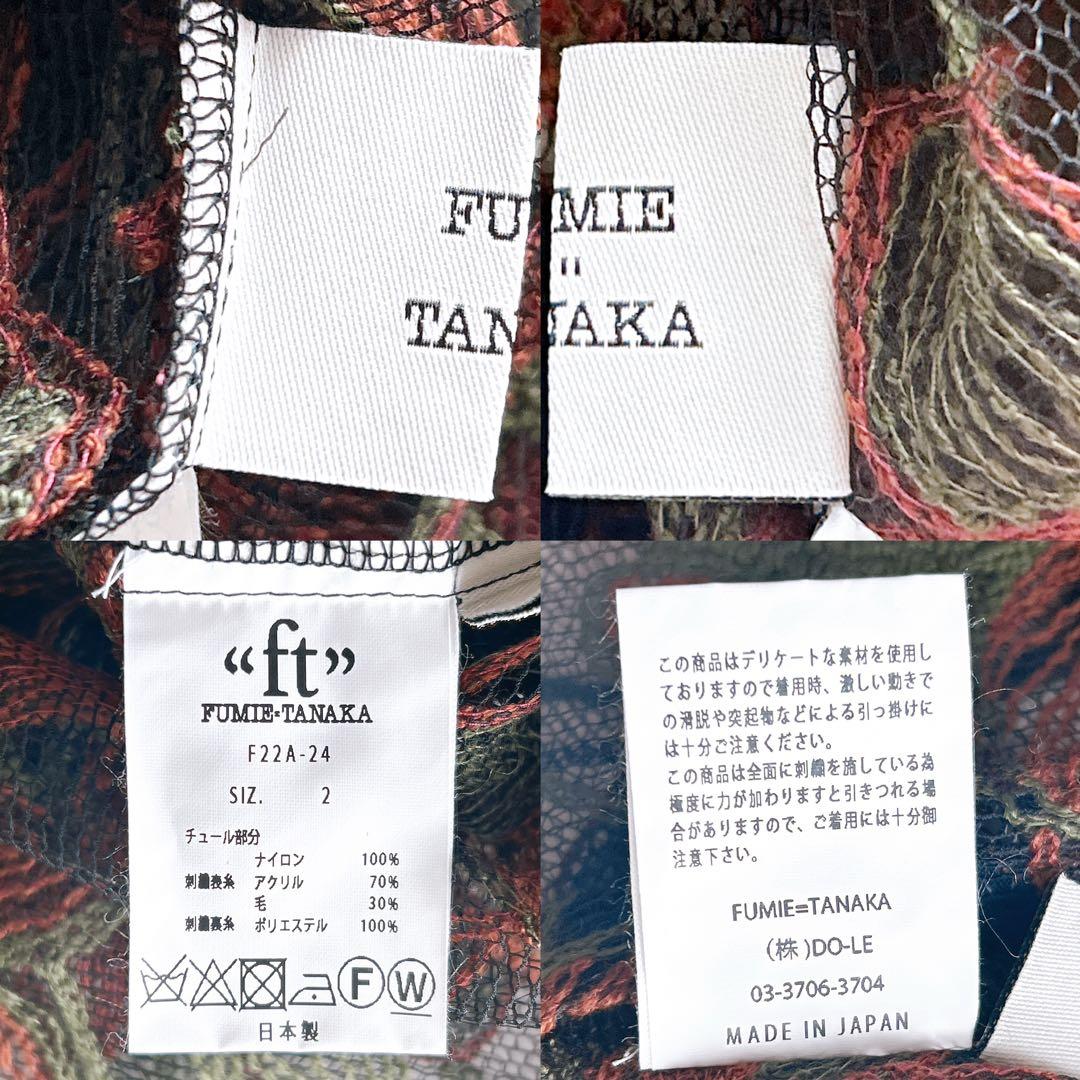 FUMIE
=
TANAKA
“ft”
FUMIE=TANAKA
F22A-24
SIZ. 2
チュール部分
ナイロン 100%
刺繍表糸 アクリル 70%
毛 30%
刺繍裏糸 ポリエステル 100%
F W
日本製
この商品はデリケートな素材を使用し
ておりますので着用時、激しい動きで
の滑脱や突起物などによる引っ掛けに
は十分ご注意ください。
この商品は全面に刺繍を施している為
極度に力が加わりますと引きつれる場
合がありますので、ご着用には十分御
注意下さい。
FUMIE=TANAKA
(株)DO-LE
03-3706-3704
MADE IN JAPAN